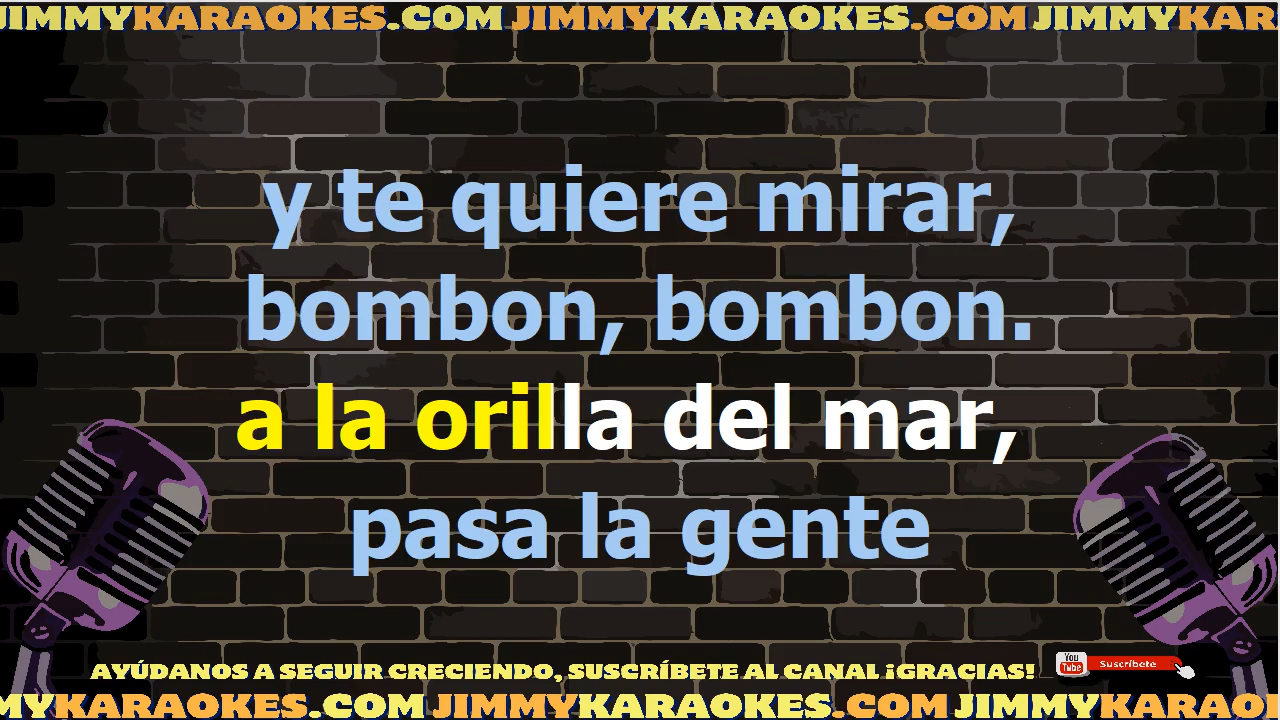 JIMMYKARAOKES.COM JIMMYKARAOKES.COM JIMMYKAR
y te quiere mirar,
bombon, bombon.
a la orilla del mar,
pasa la gente
AYÚDANOS A SEGUIR CRECIENDO, SUSCRÍBETE AL CANAL ¡GRACIAS!
You Tube Suscríbete
MYKARAOKES.COM JIMMYKARAOKES.COM JIMMYKARAO